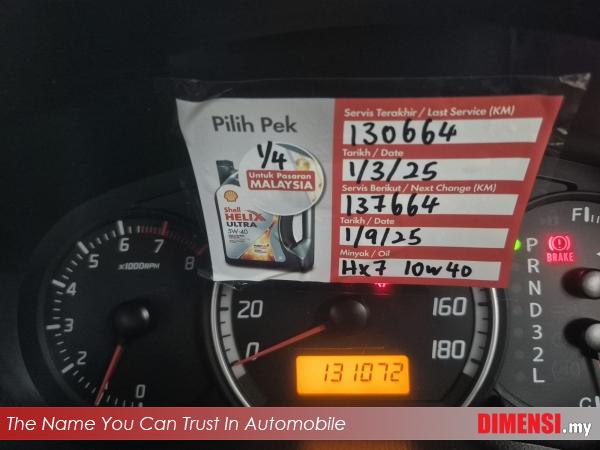 Pilih Pek
1/4
Untuk Pasaran
MALAYSIA
Shell
HELIX
ULTRA
5W-40
Servis Terakhir / Last Service (KM)
130664
Tarikh / Date
1/3/25
Servis Berikut / Next Change (KM)
137664
Tarikh / Date
1/9/25
Minyak / Oil
Hx7 10w40
0
1
2
3
4
5
6
7
8
x1000RPM
20
160
180
131072
P
R
N
D
3
2
L
BRAKE
The Name You Can Trust In Automobile
DIMENSI.my